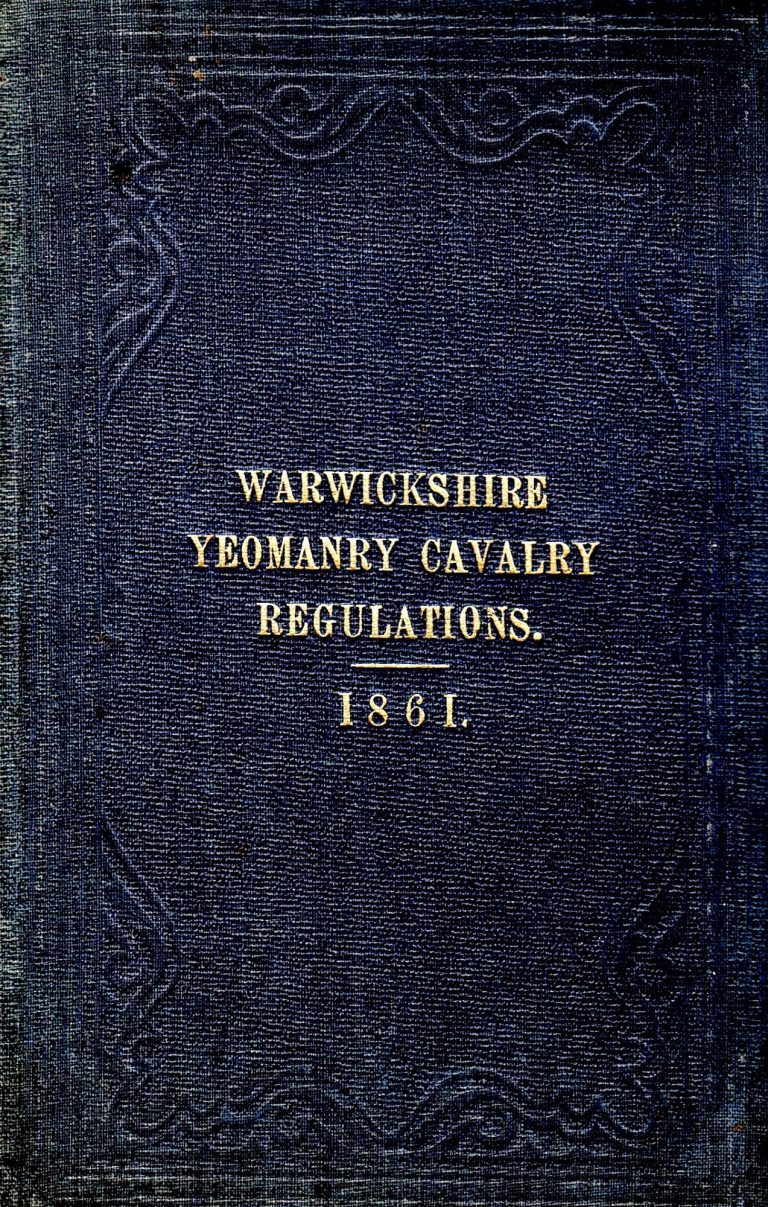 WARWICKSHIRE
YEOMANRY CAVALRY
REGULATIONS.
1861.